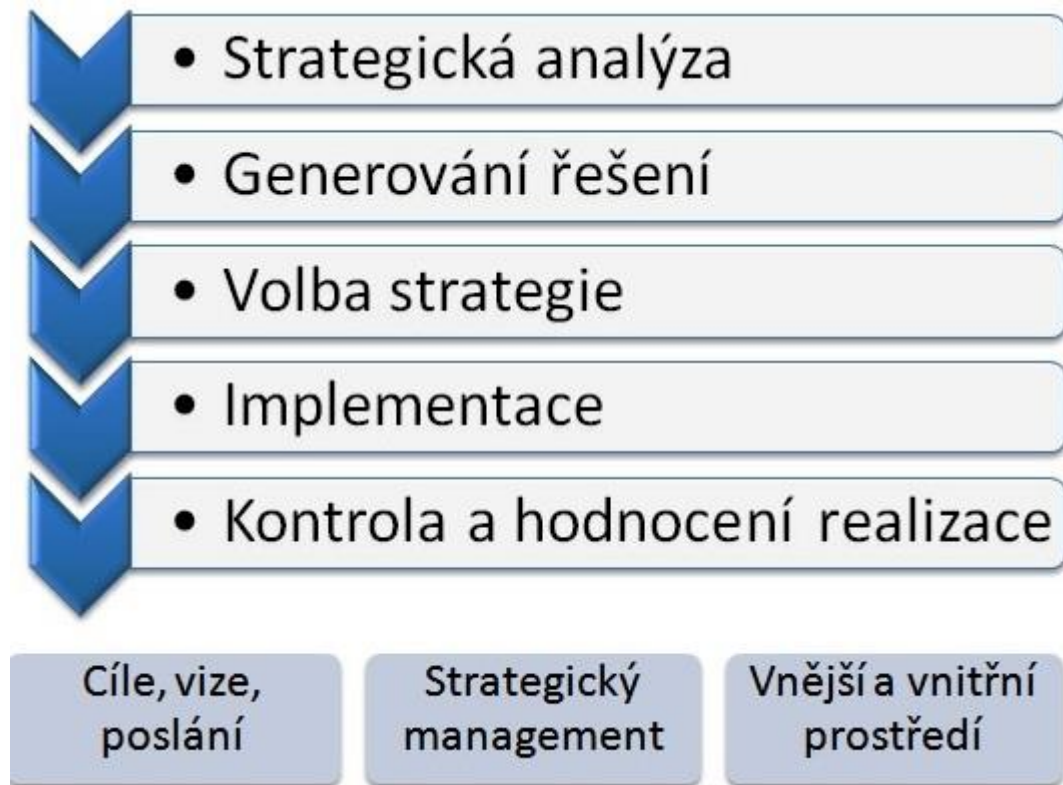 • Strategická analýza
• Generování řešení
• Volba strategie
• Implementace
• Kontrola a hodnocení realizace
Cíle, vize,
poslání
Strategický
management
Vnější a vnitřní
prostředí